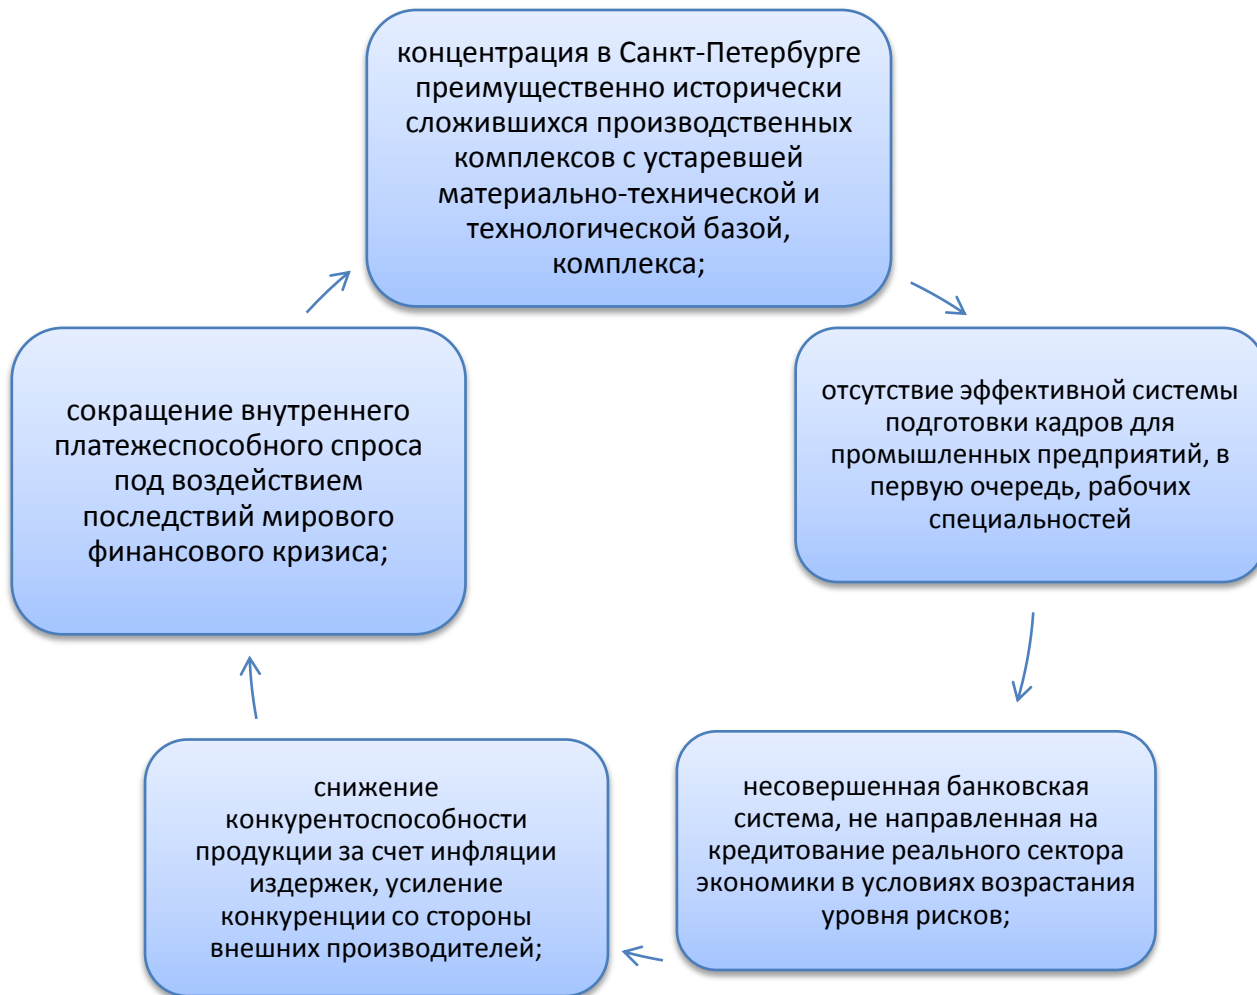 концентрация в Санкт-Петербурге
преимущественно исторически
сложившихся производственных
комплексов с устаревшей
материально-технической и
технологической базой,
комплекса;
отсутствие эффективной системы
подготовки кадров для
промышленных предприятий, в
первую очередь, рабочих
специальностей
несовершенная банковская
система, не направленная на
кредитование реального сектора
экономики в условиях возрастания
уровня рисков;
снижение
конкурентоспособности
продукции за счет инфляции
издержек, усиление
конкуренции со стороны
внешних производителей;
сокращение внутреннего
платежеспособного спроса
под воздействием
последствий мирового
финансового кризиса;